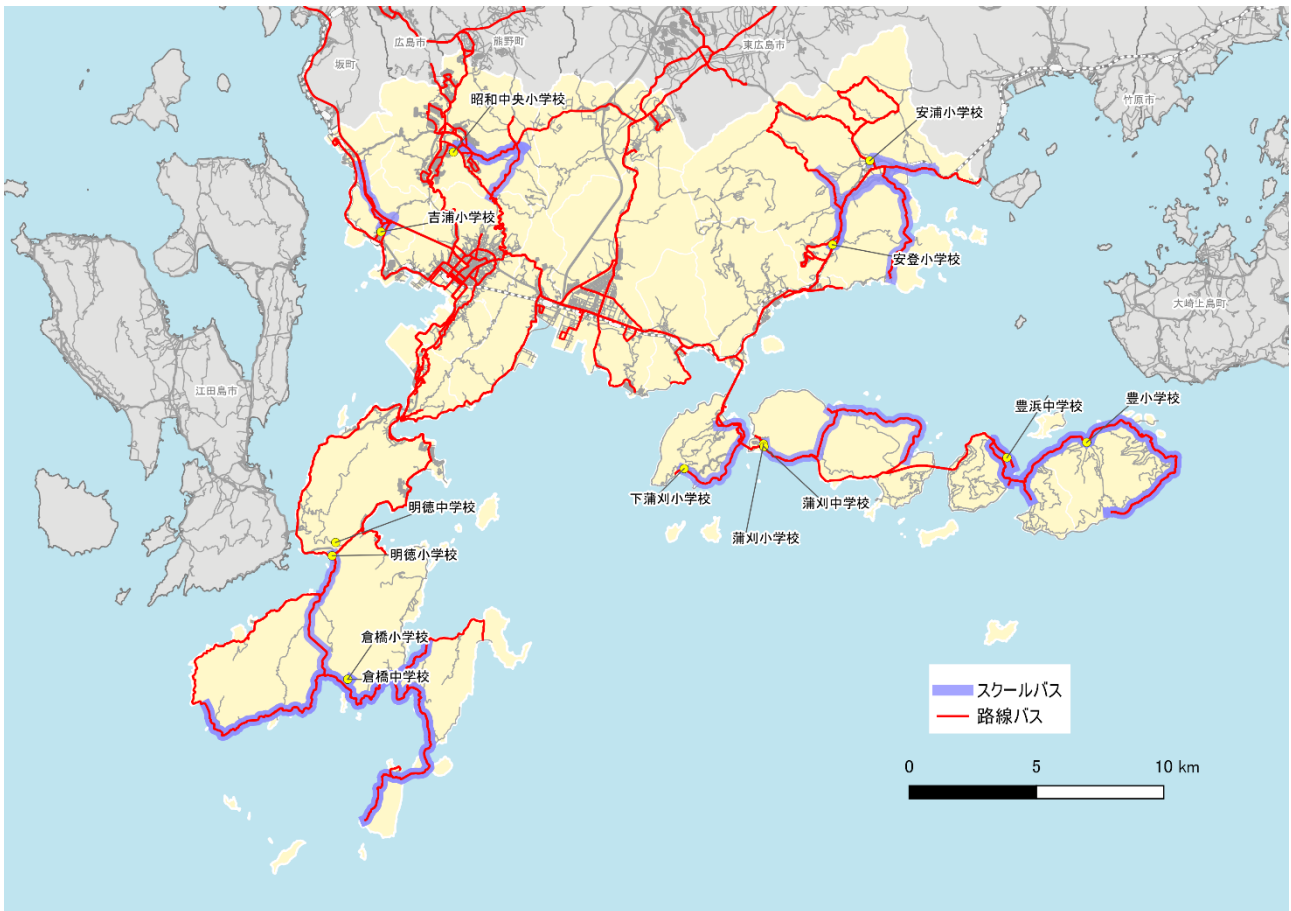 広島市
熊野町
東広島市
坂町
竹原市
昭和中央小学校
安浦小学校
吉浦小学校
安登小学校
大崎上島町
江田島市
豊浜中学校
豊小学校
下蒲刈小学校
蒲刈中学校
蒲刈小学校
明徳中学校
明徳小学校
倉橋小学校
倉橋中学校
スクールバス
路線バス
0 5 10 km